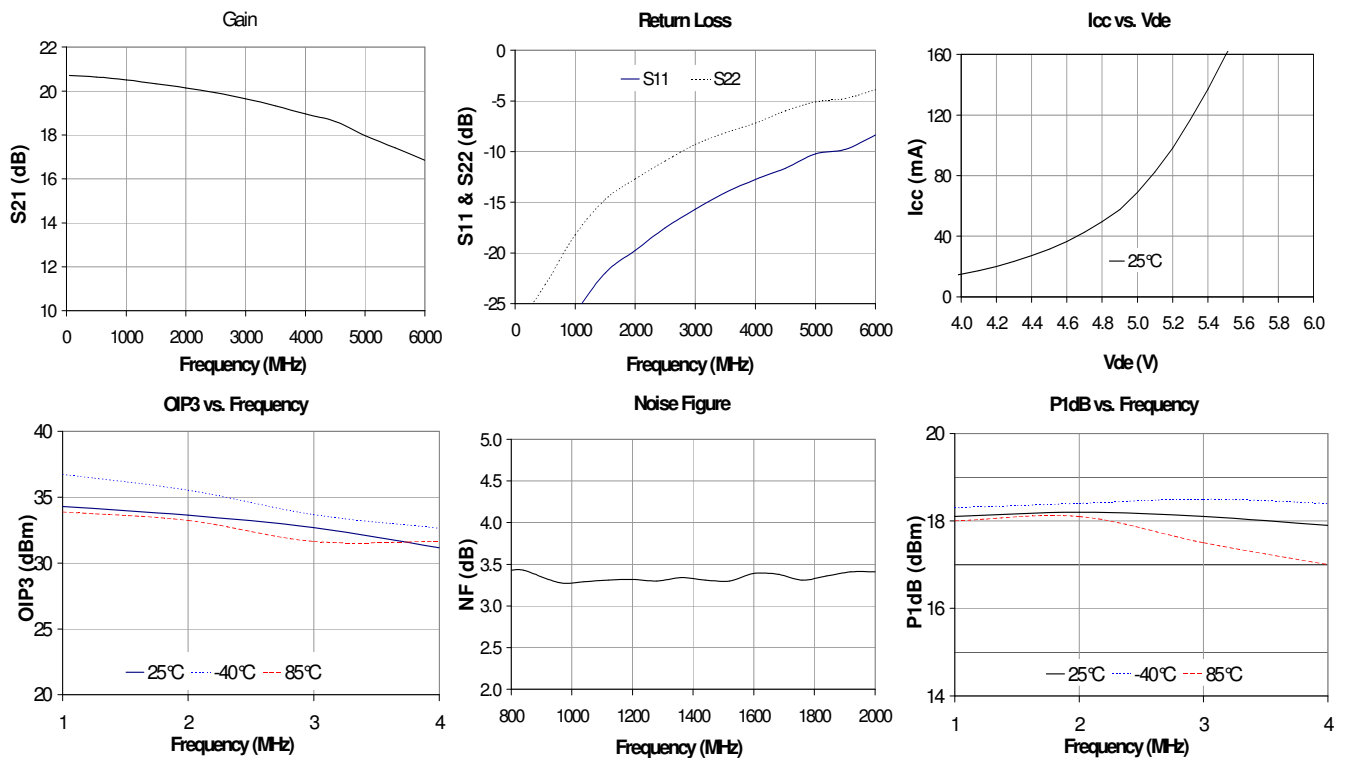 Gain
S21 (dB)
22
20
18
16
14
12
10
0 1000 2000 3000 4000 5000 6000
Frequency (MHz)
Return Loss
S11 & S22 (dB)
S11 S22
0
-5
-10
-15
-20
-25
0 1000 2000 3000 4000 5000 6000
Frequency (MHz)
Icc vs. Vde
Icc (mA)
160
120
80
40
0
25°C
4.0 4.2 4.4 4.6 4.8 5.0 5.2 5.4 5.6 5.8 6.0
Vde (V)
OIP3 vs. Frequency
OIP3 (dBm)
40
35
30
25
20
25°C -40°C 85°C
1 2 3 4
Frequency (MHz)
Noise Figure
NF (dB)
5.0
4.5
4.0
3.5
3.0
2.5
2.0
800 1000 1200 1400 1600 1800 2000
Frequency (MHz)
P1dB vs. Frequency
P1dB (dBm)
20
18
16
14
25°C -40°C 85°C
1 2 3 4
Frequency (MHz)